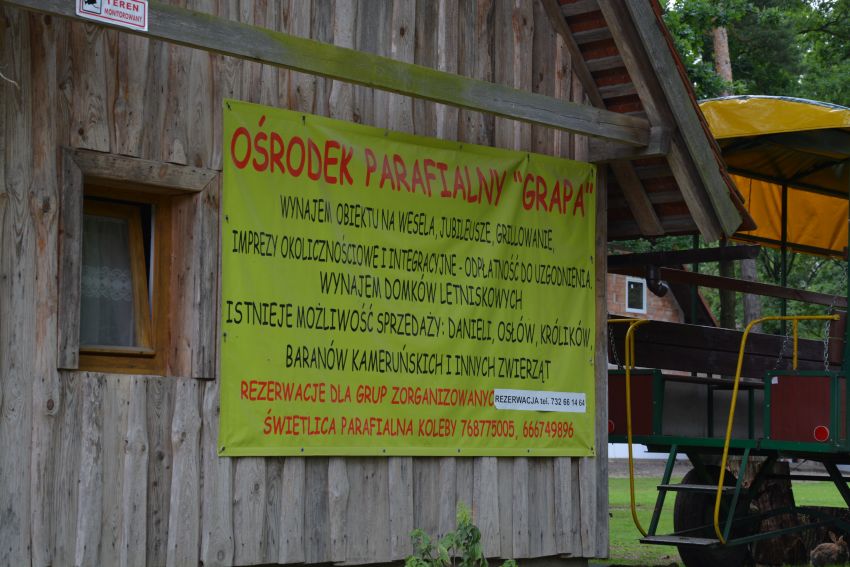 TEREN
MONITOROWANY
OŚRODEK PARAFIALNY "GRAPA"
WYNAJEM OBIEKTU NA WESELA, JUBILEUSZE, GRILLOWANIE,
IMPREZY OKOLICZNOŚCIOWE I INTEGRACYJNE - ODPŁATNOŚĆ DO UZGODNIENIA.
WYNAJEM DOMKÓW LETNISKOWYCH
ISTNIEJE MOŻLIWOŚĆ SPRZEDAŻY: DANIELI, OSŁÓW, KRÓLIKÓW,
BARANÓW KAMERUŃSKICH I INNYCH ZWIERZĄT
REZERWACJE DLA GRUP ZORGANIZOWANYC REZERWACJA tel. 732 66 14 64
ŚWIETLICA PARAFIALNA KOLEBY 768775005, 666749896